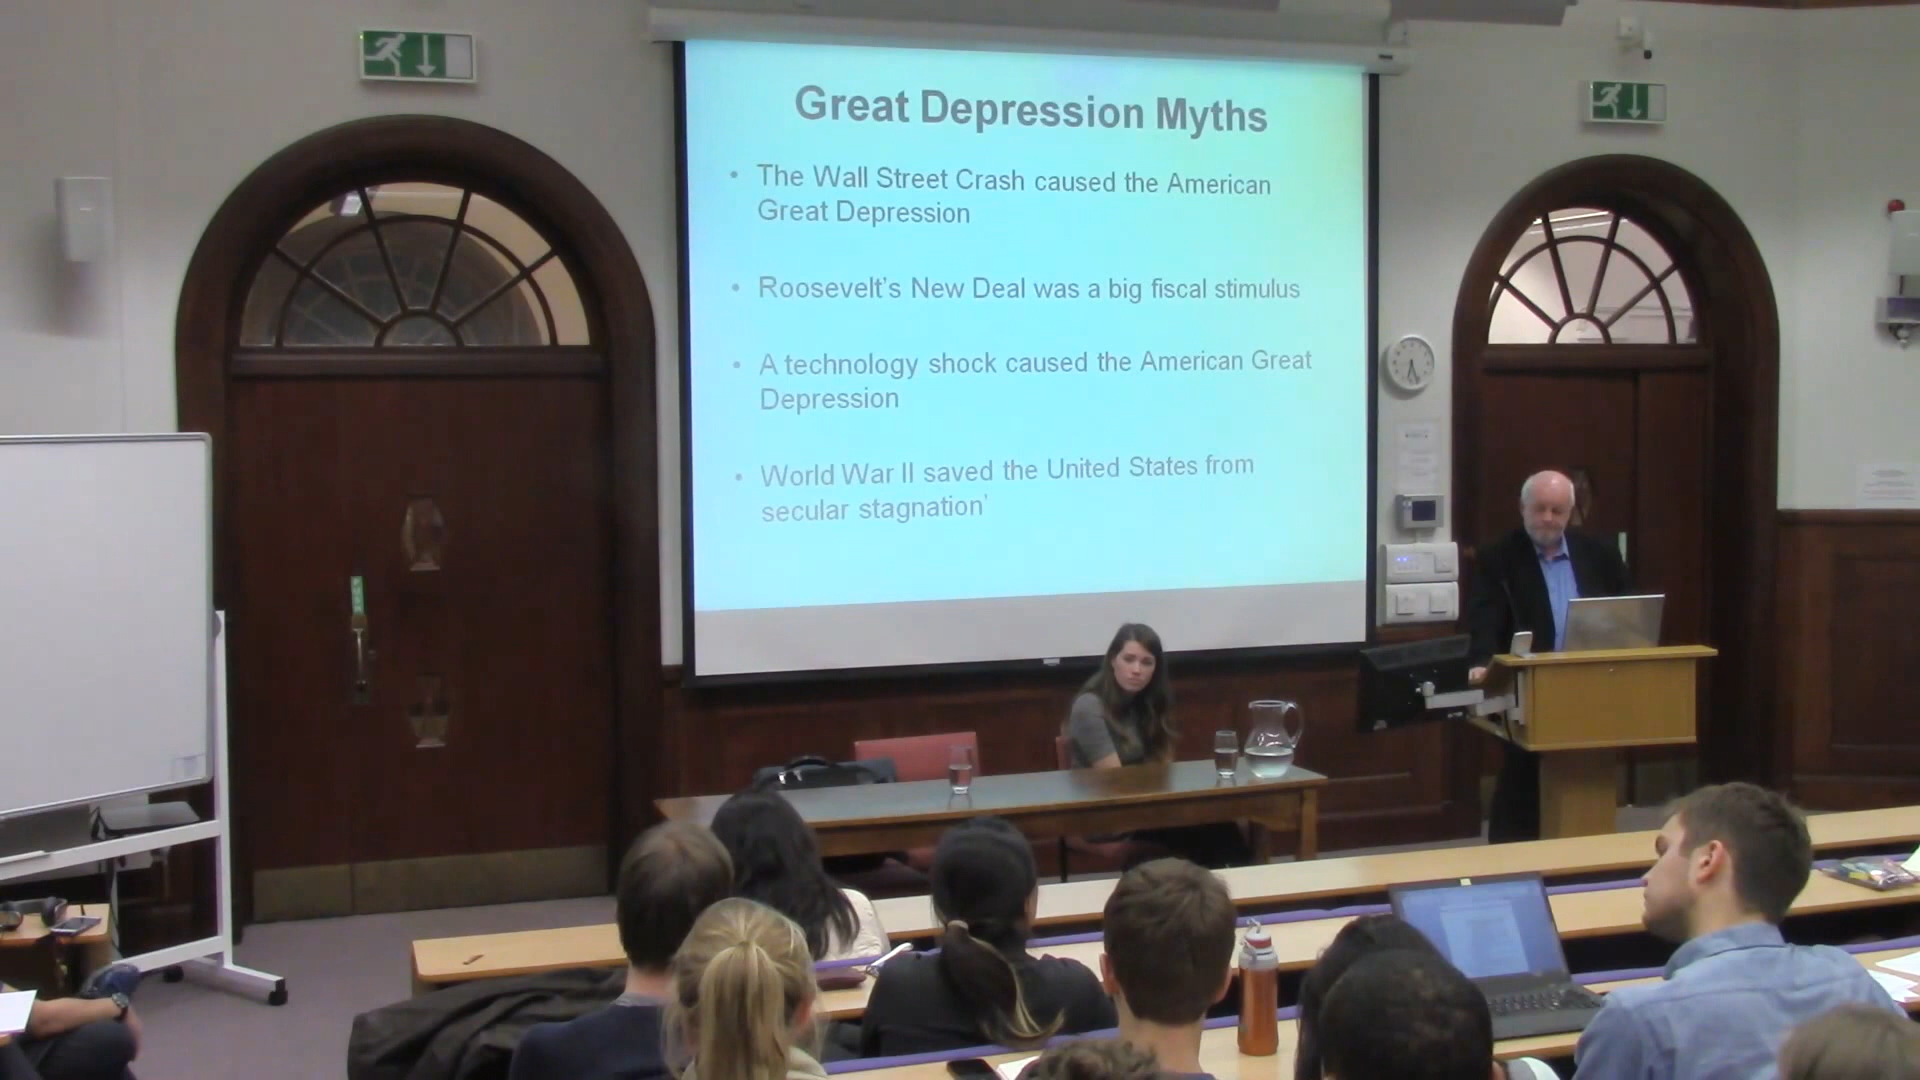 Great Depression Myths
• The Wall Street Crash caused the American
Great Depression
• Roosevelt's New Deal was a big fiscal stimulus
• A technology shock caused the American Great
Depression
• World War II saved the United States from
secular stagnation'